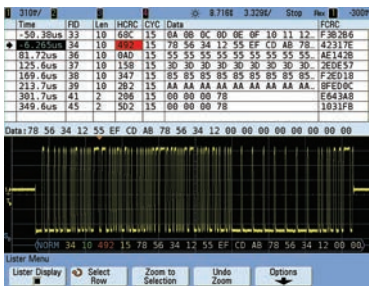 310▽/ 8.716% 3.329%/ Stop -300▽
Time FID Len HCRC CYC Data FCRC
-50.38us 33 10 68C 15 0A 0B 0C 0D 0E 0F 10 11 12… F3B2B6
-6.265us 34 10 492 15 78 56 34 12 55 EF CD AB 78… 42317E
81.72us 36 10 0AD 15 55 55 55 55 55 55 55 55 55… AE142B
125.6us 37 10 158 15 3D 3D 3D 3D 3D 3D 3D 3D 3D… 2EDE57
169.6us 38 10 347 15 85 85 85 85 85 85 85 85 85… F2ED18
213.7us 39 10 2B2 15 AA AA AA AA AA AA AA AA AA… 8FED0C
301.7us 41 2 206 15 00 00 00 78 E643A8
349.6us 45 2 5D2 15 00 00 00 78 1031FB
Data:78 56 34 12 55 EF CD AB 78 56 34 12 00 00 00 00 00 00 00 00
NORM 34 10 492 15 78 56 34 12 55 EF CD AB 78 56 34 12 00 00
Lister Menu
Lister Display Select Row Zoom to Selection Undo Zoom Options